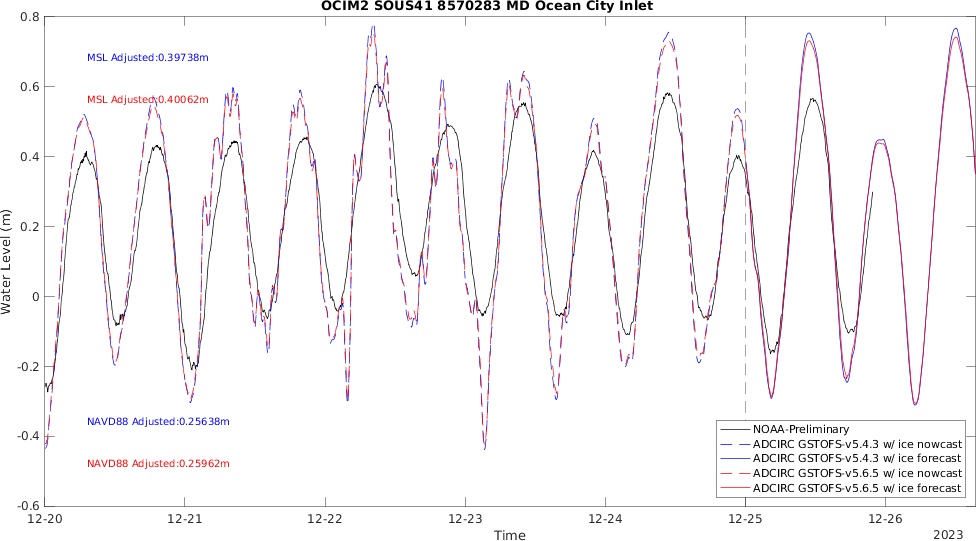 OCIM2 SOUS41 8570283 MD Ocean City Inlet
0.8
0.6
0.4
0.2
0
-0.2
-0.4
-0.6
Water Level (m)
MSL Adjusted:0.39738m
MSL Adjusted:0.40062m
NAVD88 Adjusted:0.25638m
NAVD88 Adjusted:0.25962m
NOAA-Preliminary
ADCIRC GSTOFS-v5.4.3 w/ ice nowcast
ADCIRC GSTOFS-v5.4.3 w/ ice forecast
ADCIRC GSTOFS-v5.6.5 w/ ice nowcast
ADCIRC GSTOFS-v5.6.5 w/ ice forecast
12-20 12-21 12-22 12-23 12-24 12-25 12-26
Time
2023